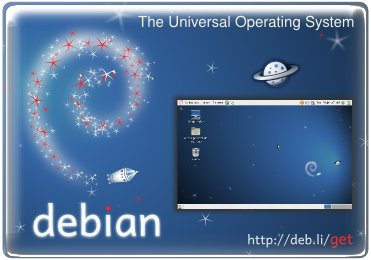 The Universal Operating System
debian
http://deb.li/get